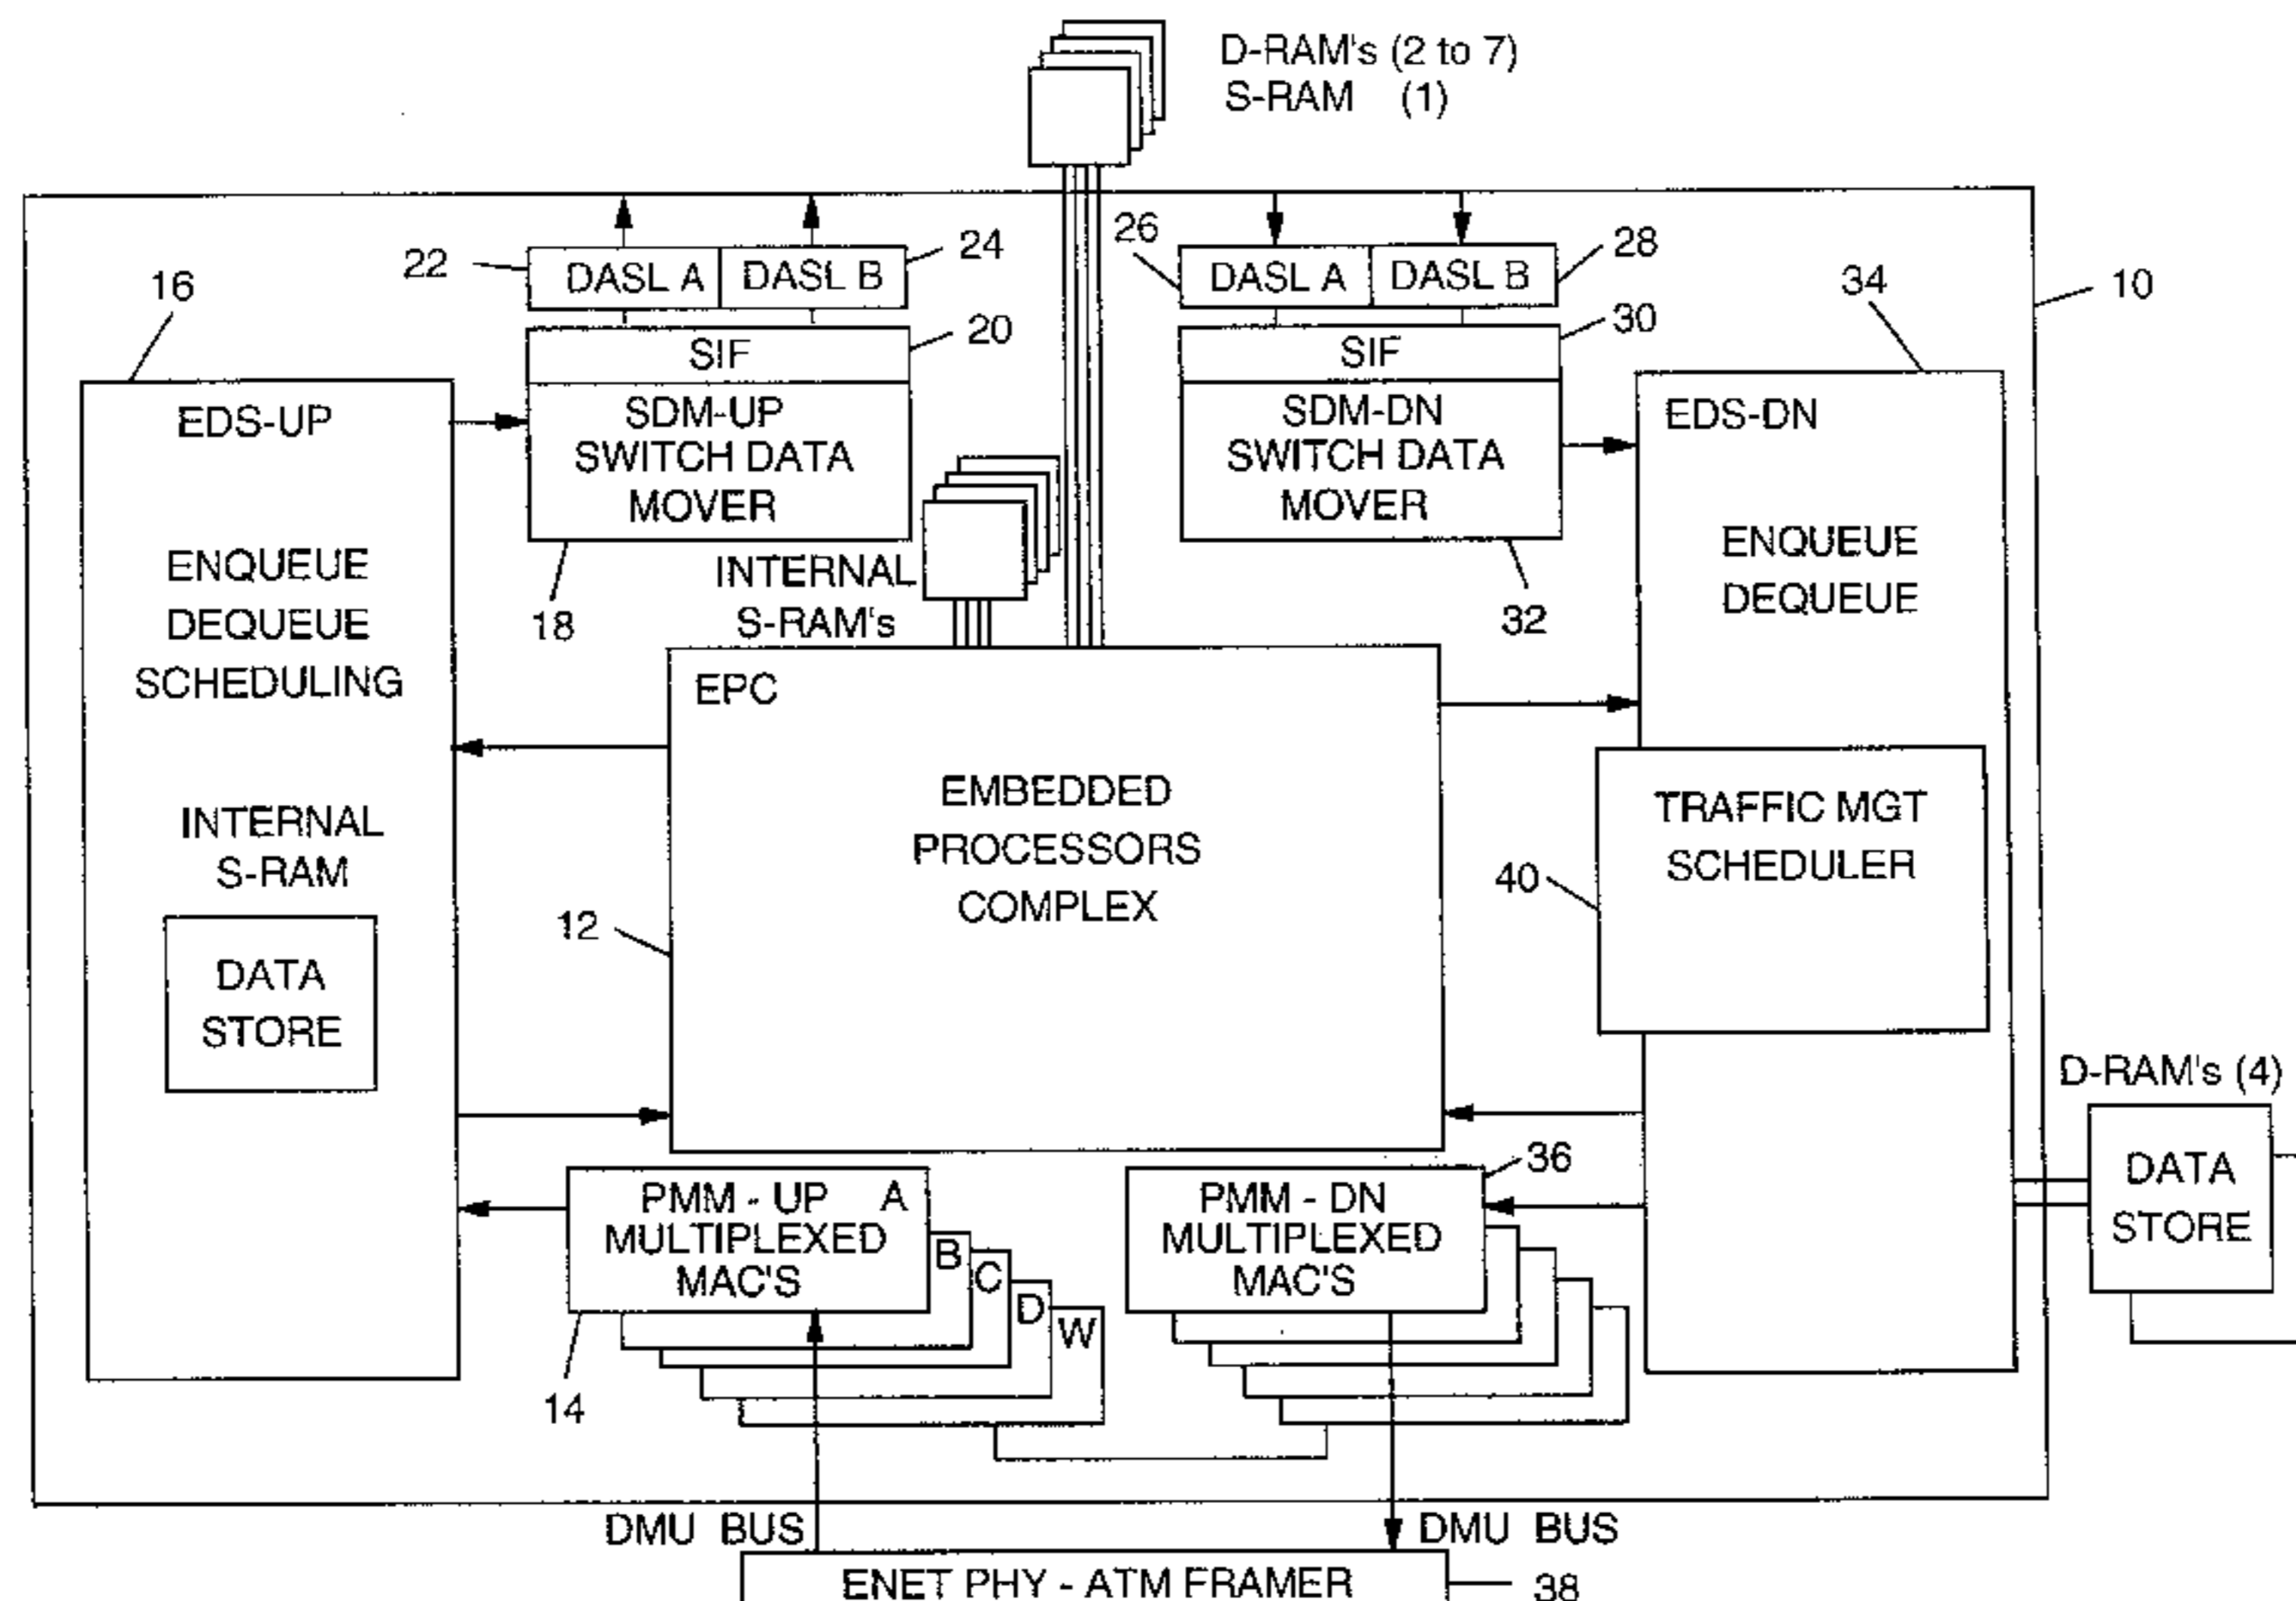 D-RAM's (2 to 7)
S-RAM (1)
22
DASL A
DASL B
24
26
DASL A
DASL B
28
16
34
10
SIF
20
SIF
30
EDS-UP
SDM-UP
SWITCH DATA
MOVER
SDM-DN
SWITCH DATA
MOVER
EDS-DN
ENQUEUE
DEQUEUE
SCHEDULING
18
INTERNAL
S-RAM's
32
ENQUEUE
DEQUEUE
EPC
EMBEDDED
PROCESSORS
COMPLEX
12
INTERNAL
S-RAM
DATA
STORE
TRAFFIC MGT
SCHEDULER
40
D-RAM's (4)
DATA
STORE
PMM - UP A
MULTIPLEXED
MAC'S
B
C
D
W
14
PMM - DN
MULTIPLEXED
MAC'S
36
DMU BUS
DMU BUS
ENET PHY - ATM FRAMER
38